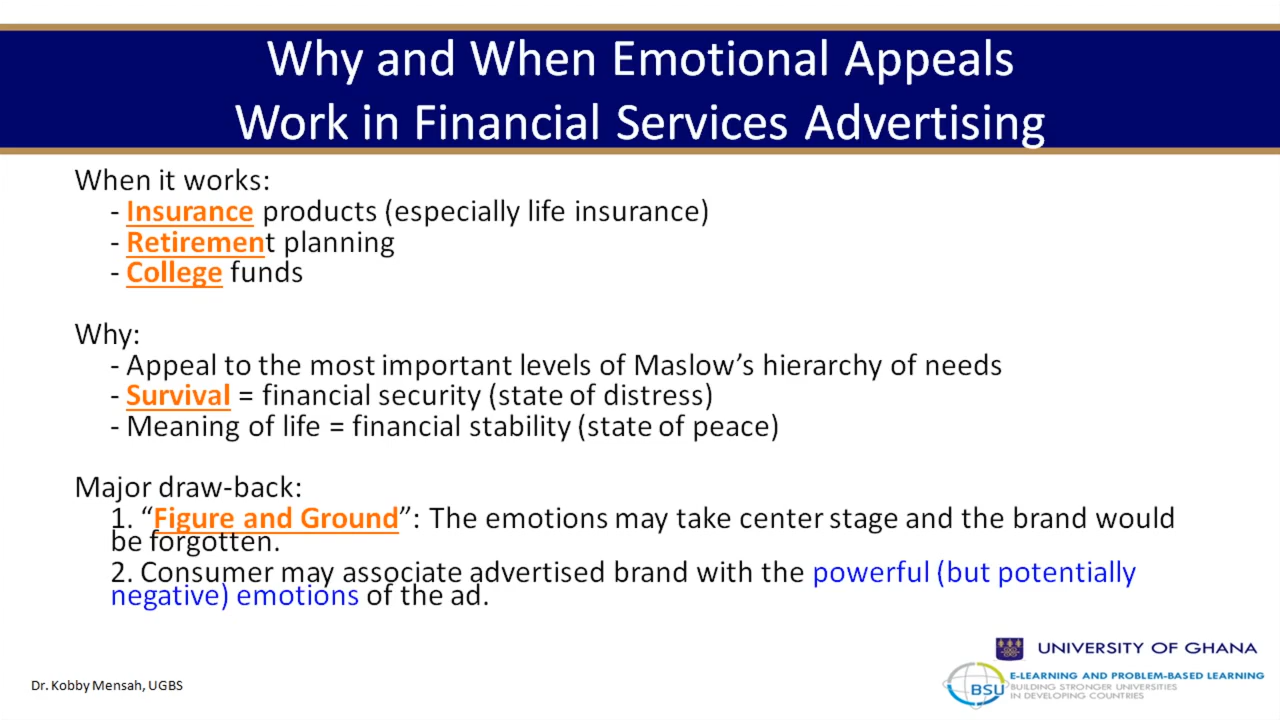 Why and When Emotional Appeals
Work in Financial Services Advertising
When it works:
- Insurance products (especially life insurance)
- Retirement planning
- College funds
Why:
- Appeal to the most important levels of Maslow’s hierarchy of needs
- Survival = financial security (state of distress)
- Meaning of life = financial stability (state of peace)
Major draw-back:
1. “Figure and Ground”: The emotions may take center stage and the brand would
be forgotten.
2. Consumer may associate advertised brand with the powerful (but potentially
negative) emotions of the ad.
UNIVERSITY OF GHANA
Dr. Kobby Mensah, UGBS
BSU
E-LEARNING AND PROBLEM-BASED LEARNING
BUILDING STRONGER UNIVERSITIES
IN DEVELOPING COUNTRIES